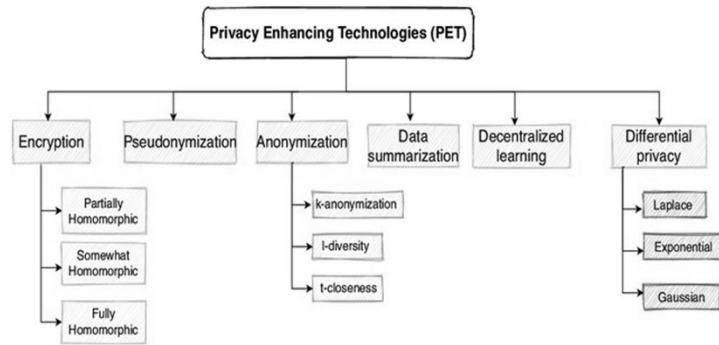 Privacy Enhancing Technologies (PET)
Encryption
Pseudonymization
Anonymization
Data
summarization
Decentralized
learning
Differential
privacy
Partially
Homomorphic
Somewhat
Homomorphic
Fully
Homomorphic
k-anonymization
l-diversity
t-closeness
Laplace
Exponential
Gaussian